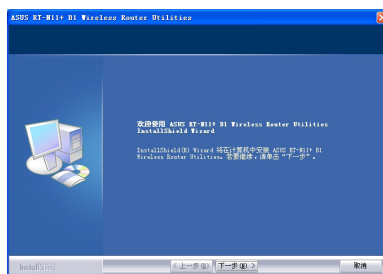 ASUS RT-N11+ B1 Wireless Router Utilities
欢迎使用 ASUS RT-N11+ B1 Wireless Router Utilities
InstallShield Wizard
InstallShield(R) Wizard 将在计算机中安装 ASUS RT-N11+ B1
Wireless Router Utilities。若要继续，请单击“下一步”。
InstallShield
< 上一步(B)
下一步(N) >
取消